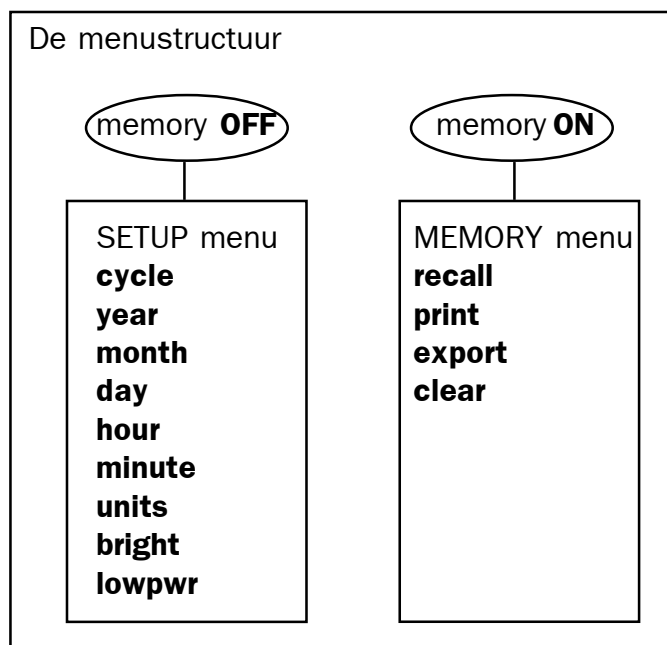 De menustructuur
memory OFF
memory ON
SETUP menu
cycle
year
month
day
hour
minute
units
bright
lowpwr
MEMORY menu
recall
print
export
clear